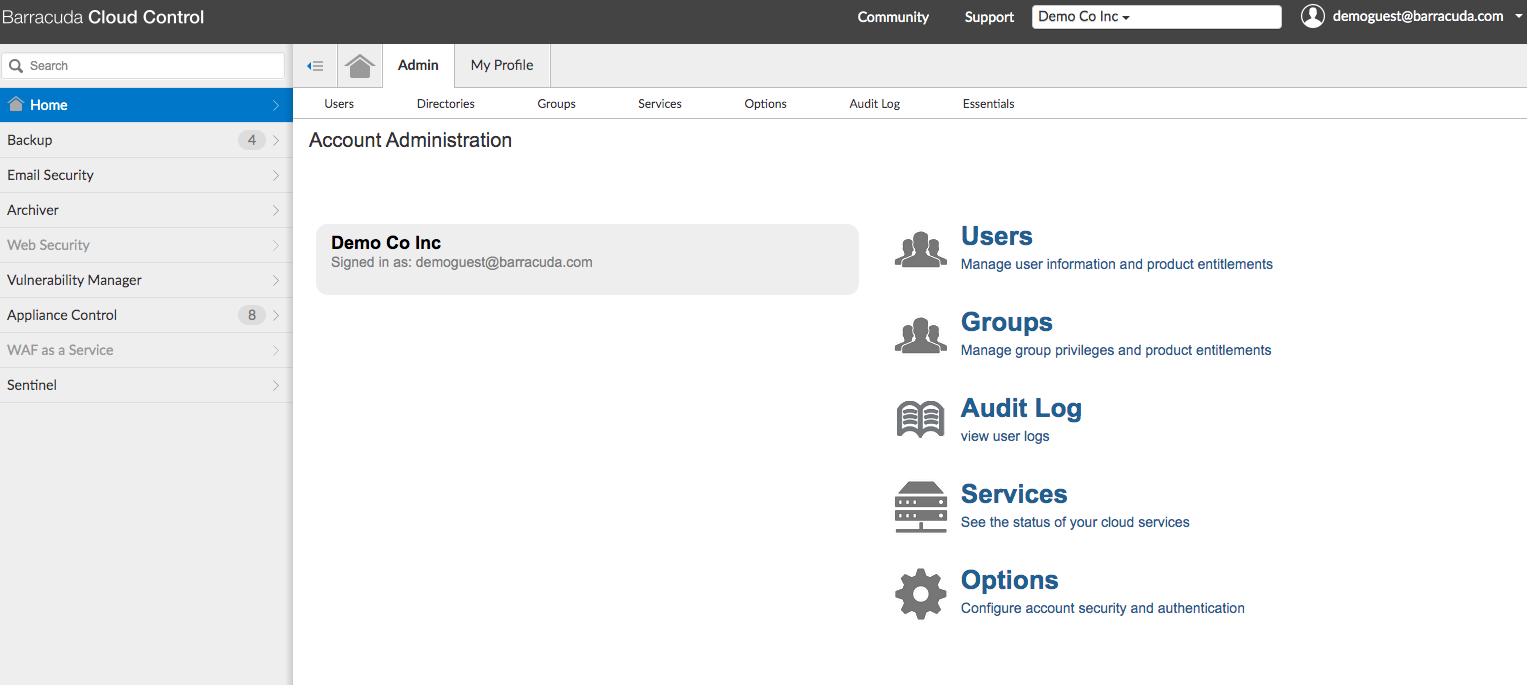 Barracuda Cloud Control
Community
Support
Demo Co Inc
demoguest@barracuda.com
Search
Admin
My Profile
Home
Users
Directories
Groups
Services
Options
Audit Log
Essentials
Backup
4
Email Security
Archiver
Web Security
Vulnerability Manager
Appliance Control
8
WAF as a Service
Sentinel
Account Administration
Demo Co Inc
Signed in as: demoguest@barracuda.com
Users
Manage user information and product entitlements
Groups
Manage group privileges and product entitlements
Audit Log
view user logs
Services
See the status of your cloud services
Options
Configure account security and authentication